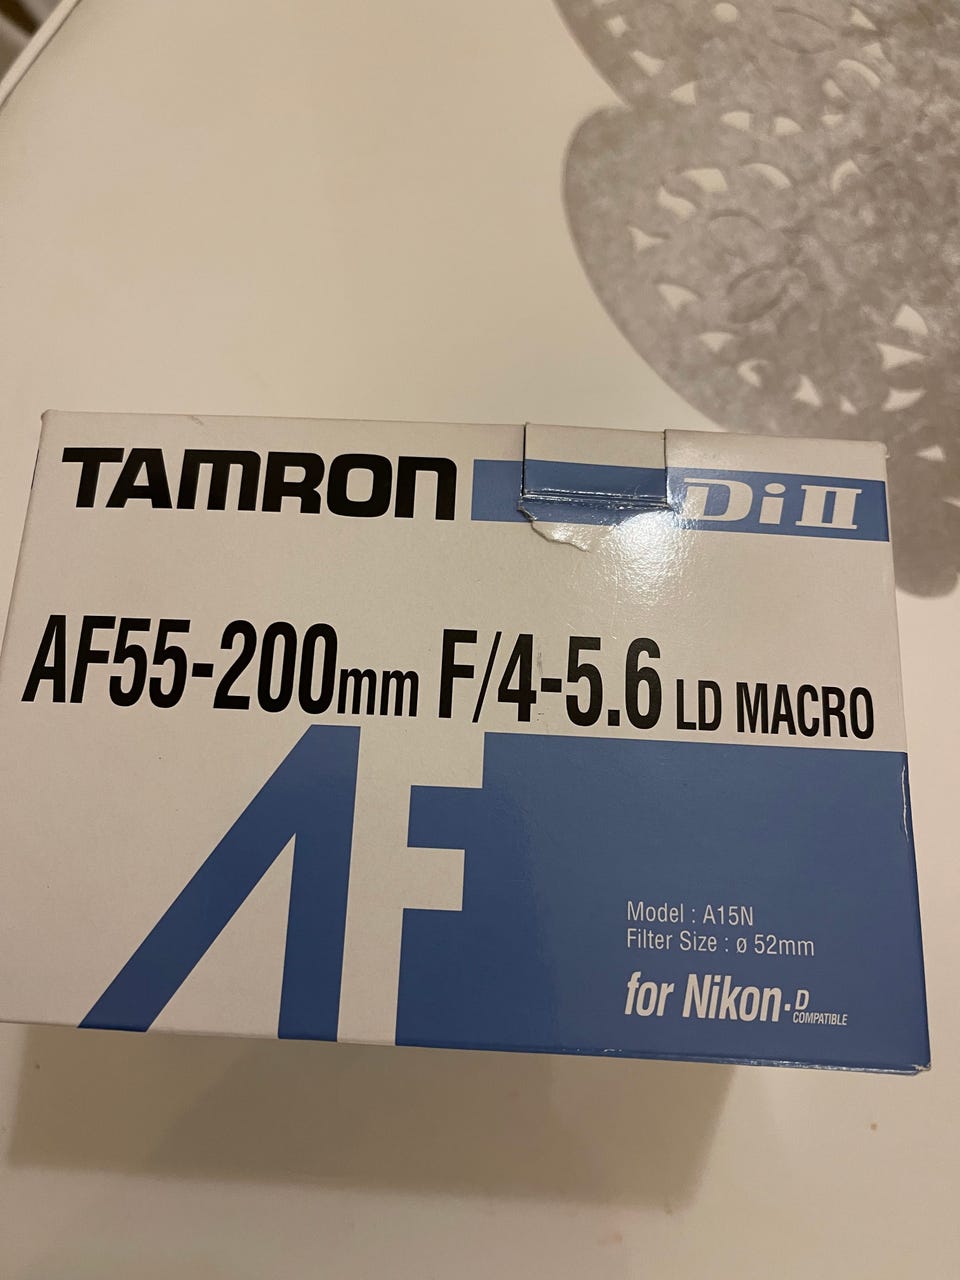 TAMRON Di II
AF55-200mm F/4-5.6 LD MACRO
AF
Model : A15N
Filter Size : ø 52mm
for Nikon·D
COMPATIBLE